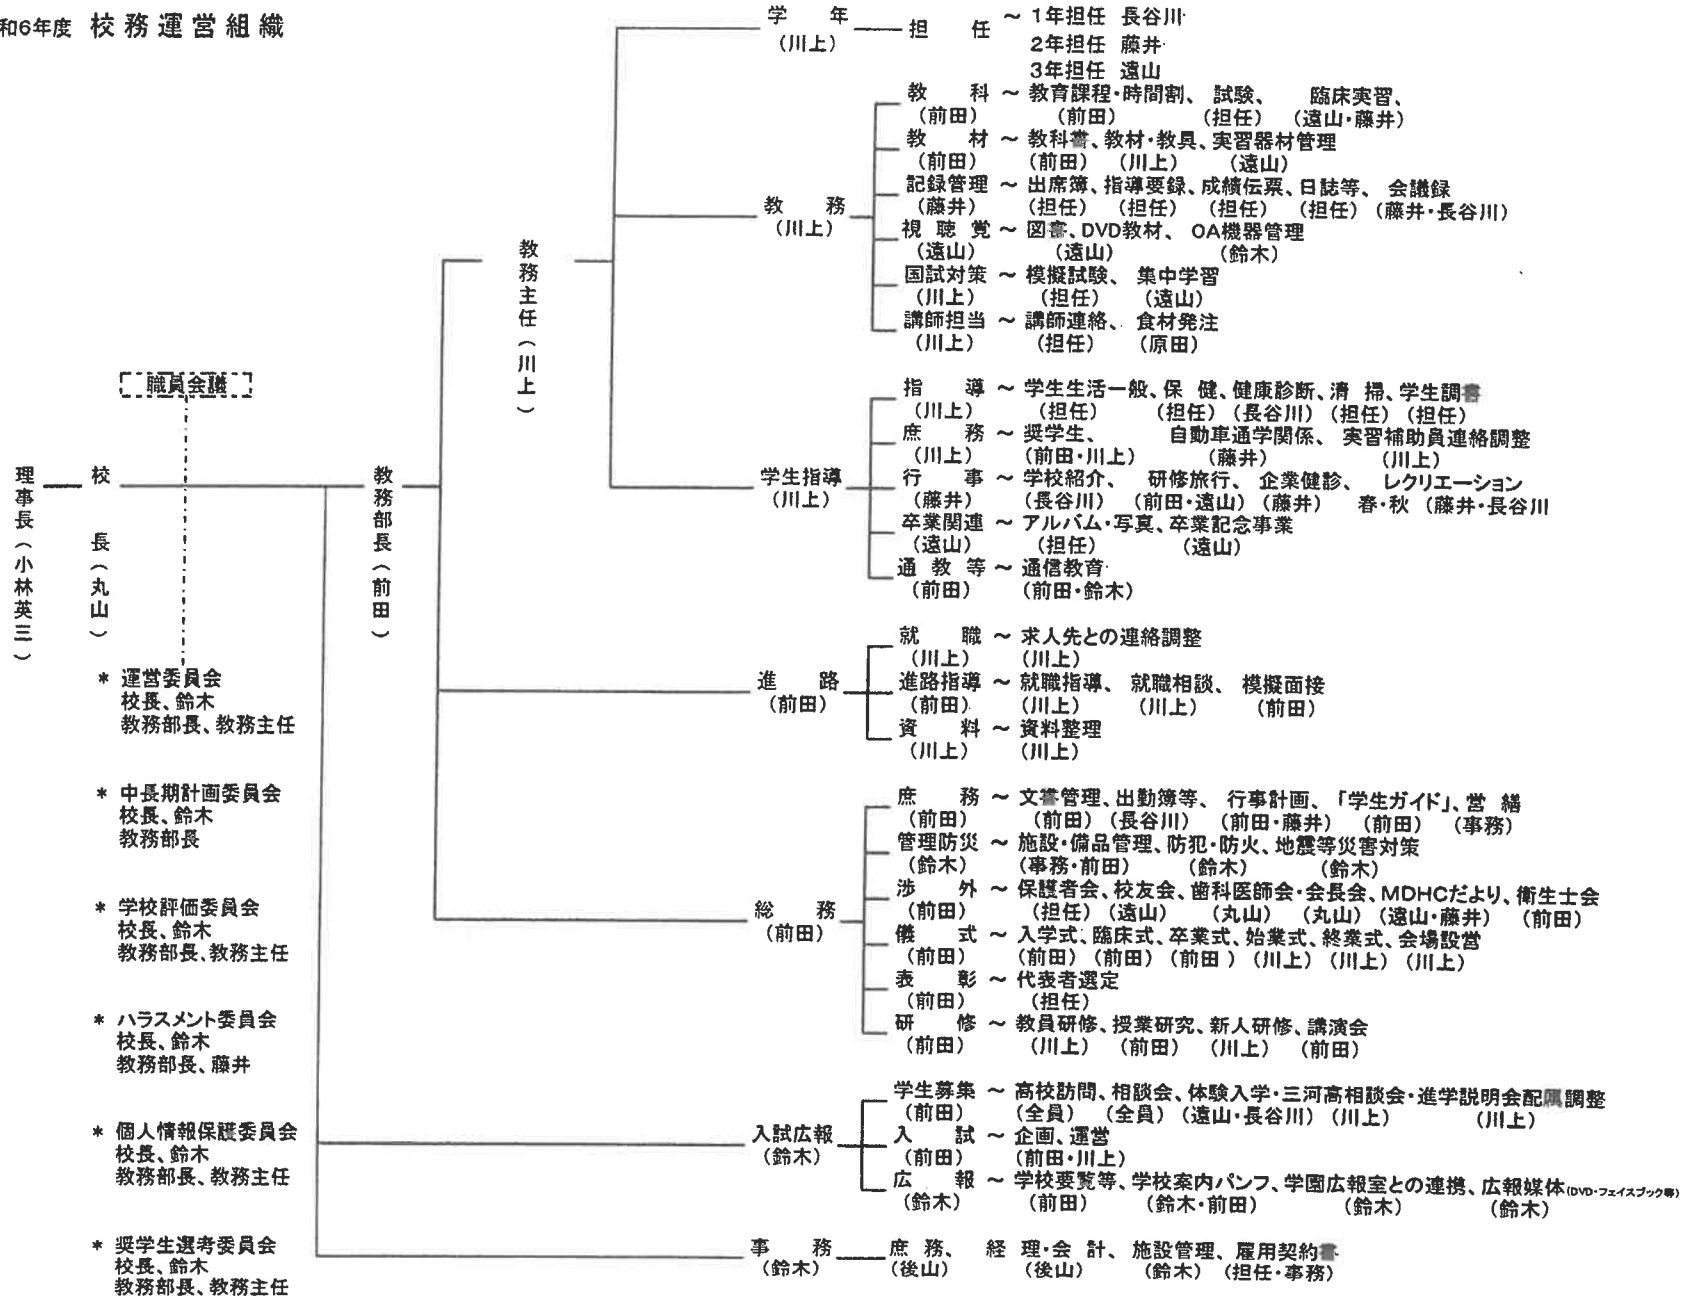 和6年度 校務運営組織
学年 担任 ～ 1年担任 長谷川
(川上)
2年担任 藤井
3年担任 遠山
教科 ～ 教育課程・時間割、 試験、 臨床実習、
(前田) (前田) (担任) (遠山・藤井)
教材 ～ 教科書、教材・教具、実習器材管理
(前田) (前田) (川上) (遠山)
記録管理 ～ 出席簿、指導要録、成績伝票、日誌等、 会議録
(藤井) (担任) (担任) (担任) (担任) (藤井・長谷川)
教務
(川上)
視聴覚 ～ 図書、DVD教材、 OA機器管理
(遠山) (遠山) (鈴木)
国試対策 ～ 模擬試験、 集中学習
(川上) (担任) (遠山)
講師担当 ～ 講師連絡、 食材発注
(川上) (担任) (原田)
教務主任(川上)
職員会議
指導 ～ 学生生活一般、保健、健康診断、清掃、学生調書
(川上) (担任) (担任) (長谷川) (担任) (担任)
庶務 ～ 奨学生、 自動車通学関係、 実習補助員連絡調整
(川上) (前田・川上) (藤井) (川上)
学生指導
(川上)
行事 ～ 学校紹介、 研修旅行、 企業健診、 レクリエーション
(藤井) (長谷川) (前田・遠山) (藤井) 春・秋 (藤井・長谷川
卒業関連 ～ アルバム・写真、卒業記念事業
(遠山) (担任) (遠山)
通教等 ～ 通信教育
(前田) (前田・鈴木)
理事長(小林英三)
校長(丸山)
教務部長(前田)
就職 ～ 求人先との連絡調整
(川上) (川上)
進路
(前田)
進路指導 ～ 就職指導、 就職相談、 模擬面接
(前田) (川上) (川上) (前田)
資料 ～ 資料整理
(川上) (川上)
* 運営委員会
校長、鈴木
教務部長、教務主任
* 中長期計画委員会
校長、鈴木
教務部長
* 学校評価委員会
校長、鈴木
教務部長、教務主任
* ハラスメント委員会
校長、鈴木
教務部長、藤井
* 個人情報保護委員会
校長、鈴木
教務部長、教務主任
* 奨学生選考委員会
校長、鈴木
教務部長、教務主任
庶務 ～ 文書管理、出勤簿等、 行事計画、 「学生ガイド」、営繕
(前田) (前田) (長谷川) (前田・藤井) (前田) (事務)
管理防災 ～ 施設・備品管理、防犯・防火、地震等災害対策
(鈴木) (事務・前田) (鈴木) (鈴木)
渉外 ～ 保護者会、校友会、歯科医師会・会長会、MDHCだより、衛生士会
(前田) (担任) (遠山) (丸山) (丸山) (遠山・藤井) (前田)
総務
(前田)
儀式 ～ 入学式、臨床式、卒業式、始業式、終業式、会場設営
(前田) (前田) (前田) (前田) (川上) (川上) (川上)
表彰 ～ 代表者選定
(前田) (担任)
研修 ～ 教員研修、授業研究、新人研修、講演会
(前田) (川上) (前田) (川上) (前田)
学生募集 ～ 高校訪問、相談会、体験入学・三河高相談会・進学説明会配属調整
(前田) (全員) (全員) (遠山・長谷川) (川上) (川上)
入試広報
(鈴木)
入試 ～ 企画、運営
(前田) (前田・川上)
広報 ～ 学校要覧等、学校案内パンフ、学園広報室との連携、広報媒体(DVD・フェイスブック等)
(鈴木) (前田) (鈴木・前田) (鈴木) (鈴木)
事務 庶務、 経理・会計、 施設管理、雇用契約書
(鈴木) (後山) (後山) (鈴木) (担任・事務)